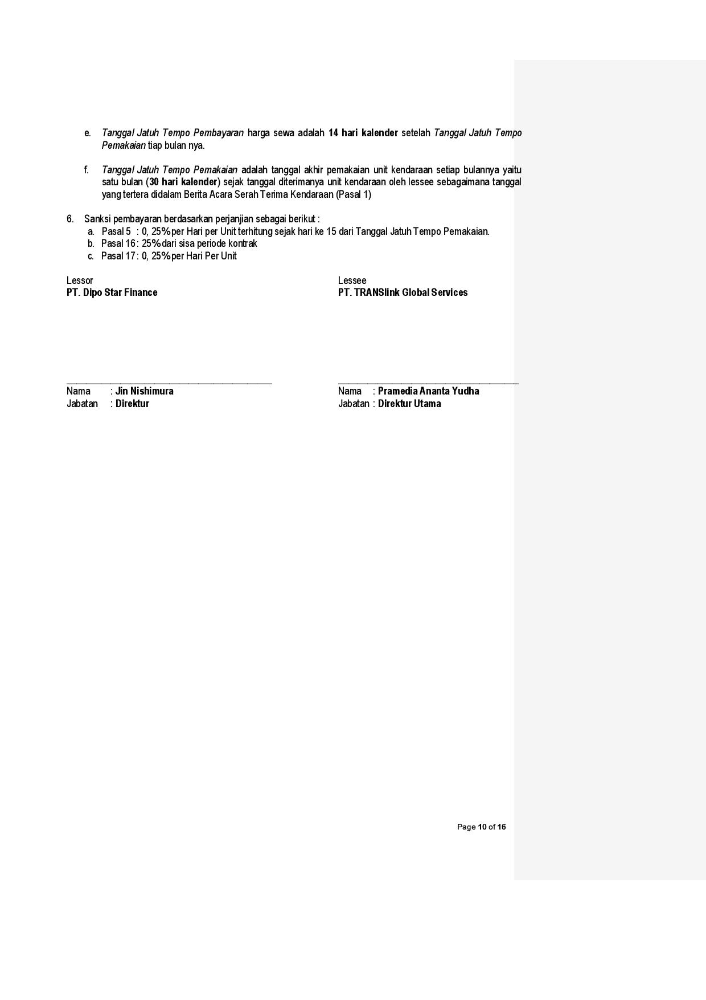 e. Tanggal Jatuh Tempo Pembayaran harga sewa adalah 14 hari kalender setelah Tanggal Jatuh Tempo
Pemakaian tiap bulan nya.
f. Tanggal Jatuh Tempo Pemakaian adalah tanggal akhir pemakaian unit kendaraan setiap bulannya yaitu
satu bulan (30 hari kalender) sejak tanggal diterimanya unit kendaraan oleh lessee sebagaimana tanggal
yang tertera didalam Berita Acara Serah Terima Kendaraan (Pasal 1)
6. Sanksi pembayaran berdasarkan perjanjian sebagai berikut :
a. Pasal 5 : 0, 25% per Hari per Unit terhitung sejak hari ke 15 dari Tanggal Jatuh Tempo Pemakaian.
b. Pasal 16 : 25% dari sisa periode kontrak
c. Pasal 17 : 0, 25% per Hari Per Unit
Lessor Lessee
PT. Dipo Star Finance PT. TRANSlink Global Services
Nama : Jin Nishimura Nama : Pramedia Ananta Yudha
Jabatan : Direktur Jabatan : Direktur Utama
Page 10 of 16